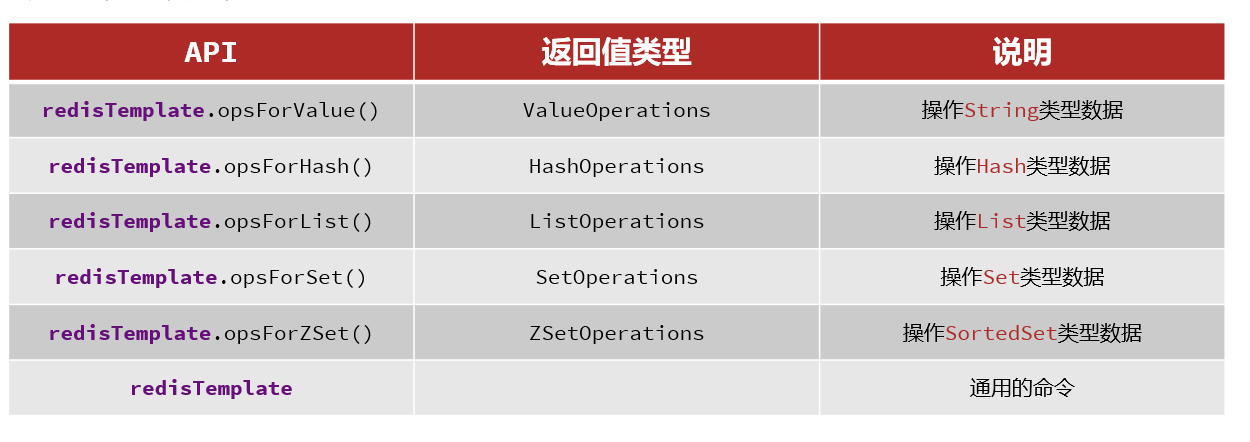 API 返回值类型 说明
redisTemplate.opsForValue() ValueOperations 操作String类型数据
redisTemplate.opsForHash() HashOperations 操作Hash类型数据
redisTemplate.opsForList() ListOperations 操作List类型数据
redisTemplate.opsForSet() SetOperations 操作Set类型数据
redisTemplate.opsForZSet() ZSetOperations 操作SortedSet类型数据
redisTemplate 通用的命令